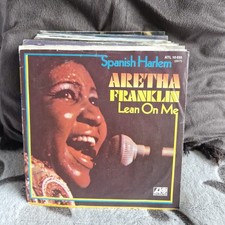 Spanish Harlem
ARETHA
FRANKLIN
Lean On Me